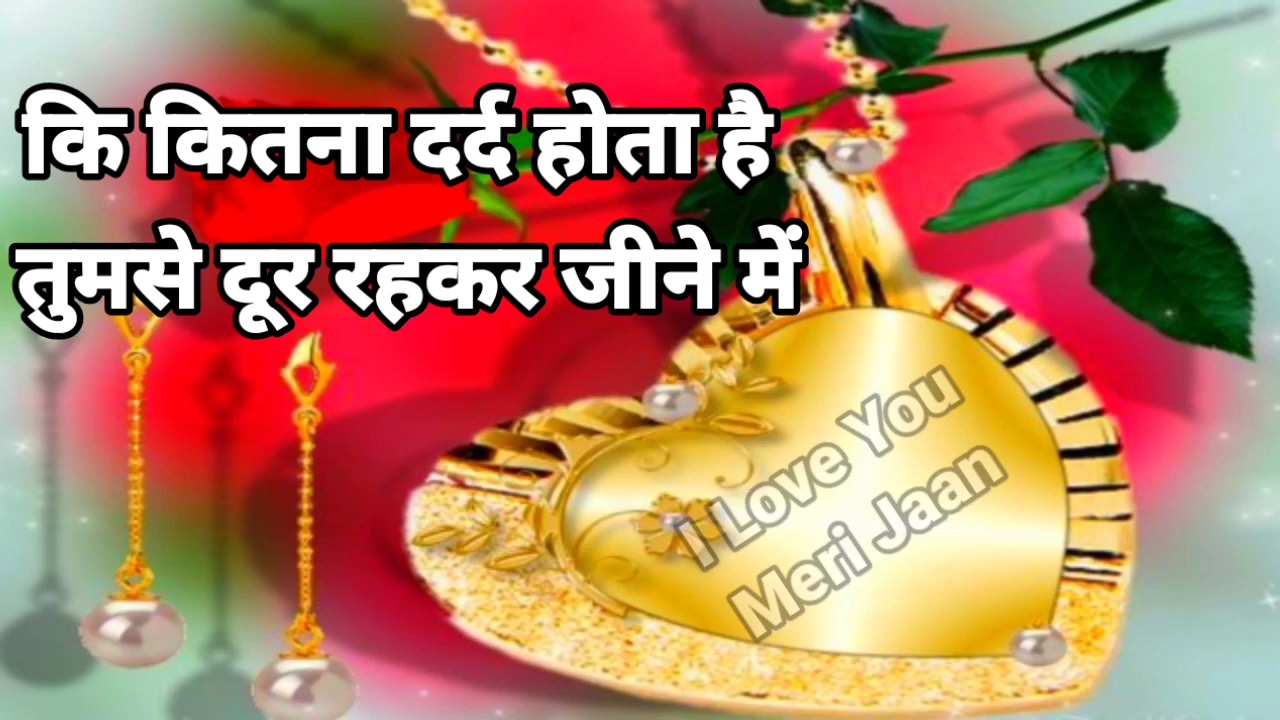 कि कितना दर्द होता है
तुमसे दूर रहकर जीने में
I Love You
Meri Jaan